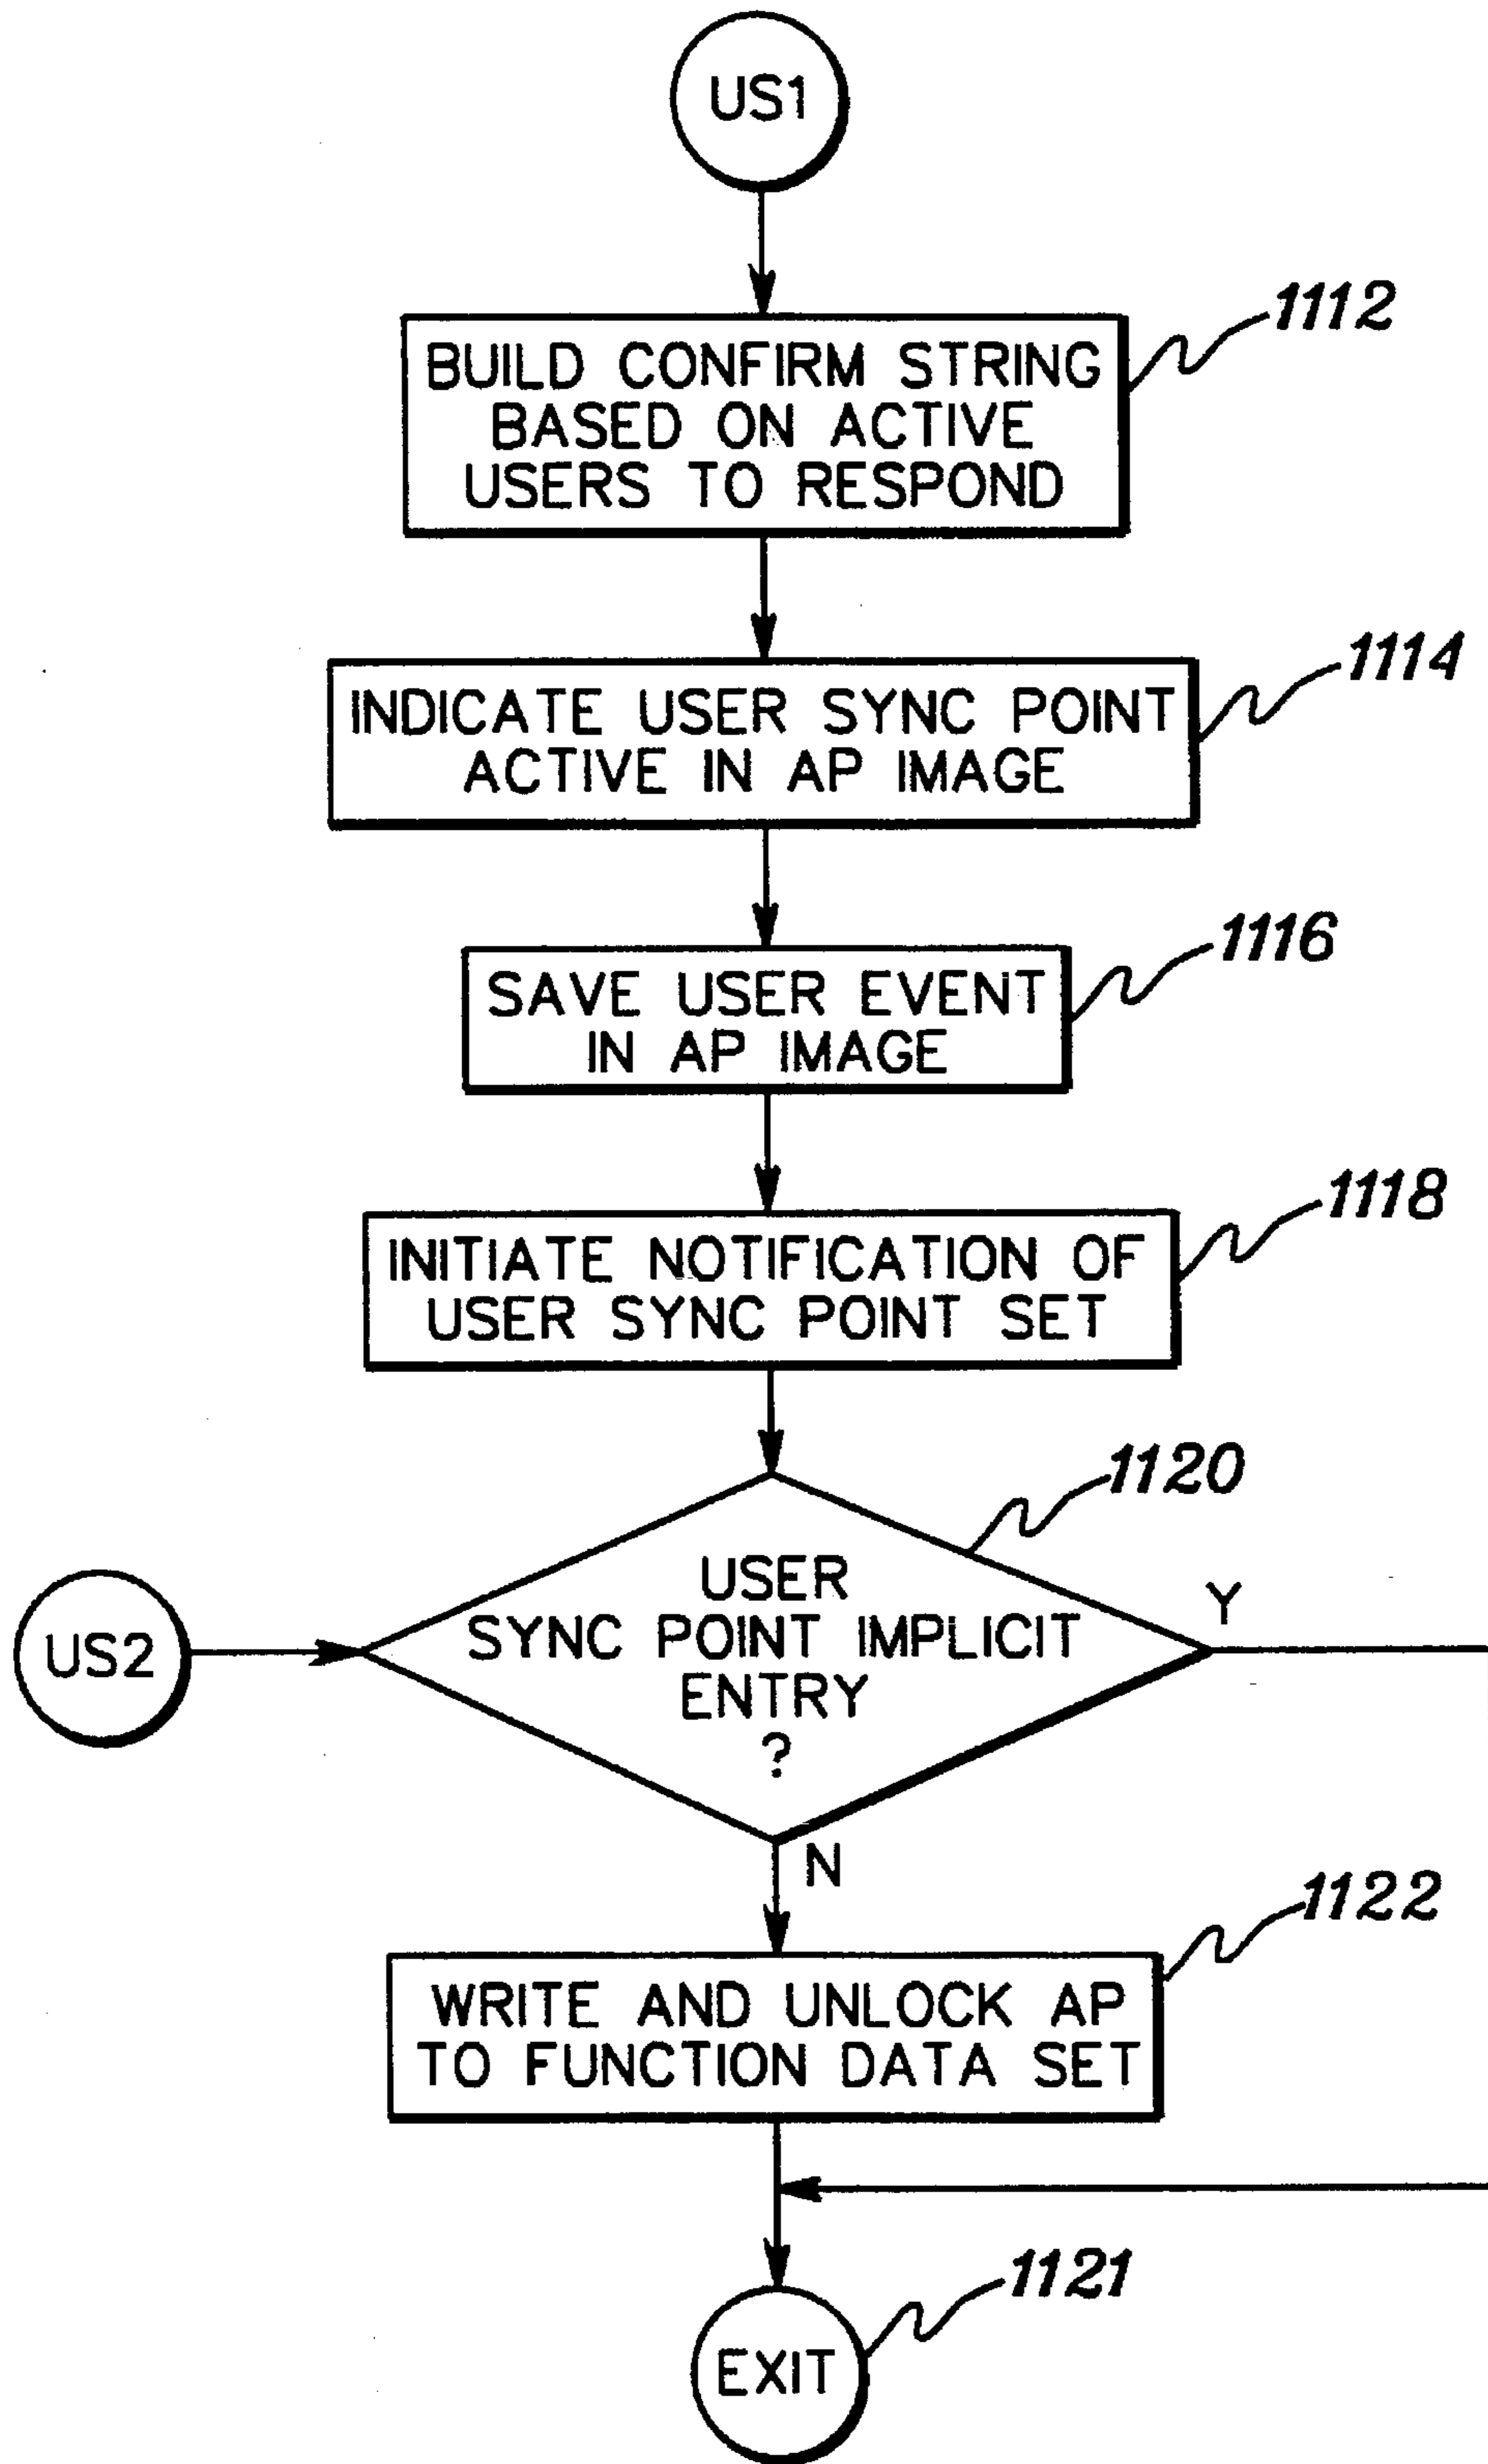 US1
1112
BUILD CONFIRM STRING
BASED ON ACTIVE
USERS TO RESPOND
1114
INDICATE USER SYNC POINT
ACTIVE IN AP IMAGE
1116
SAVE USER EVENT
IN AP IMAGE
1118
INITIATE NOTIFICATION OF
USER SYNC POINT SET
1120
USER
SYNC POINT IMPLICIT
ENTRY
?
Y
US2
N
1122
WRITE AND UNLOCK AP
TO FUNCTION DATA SET
1121
EXIT